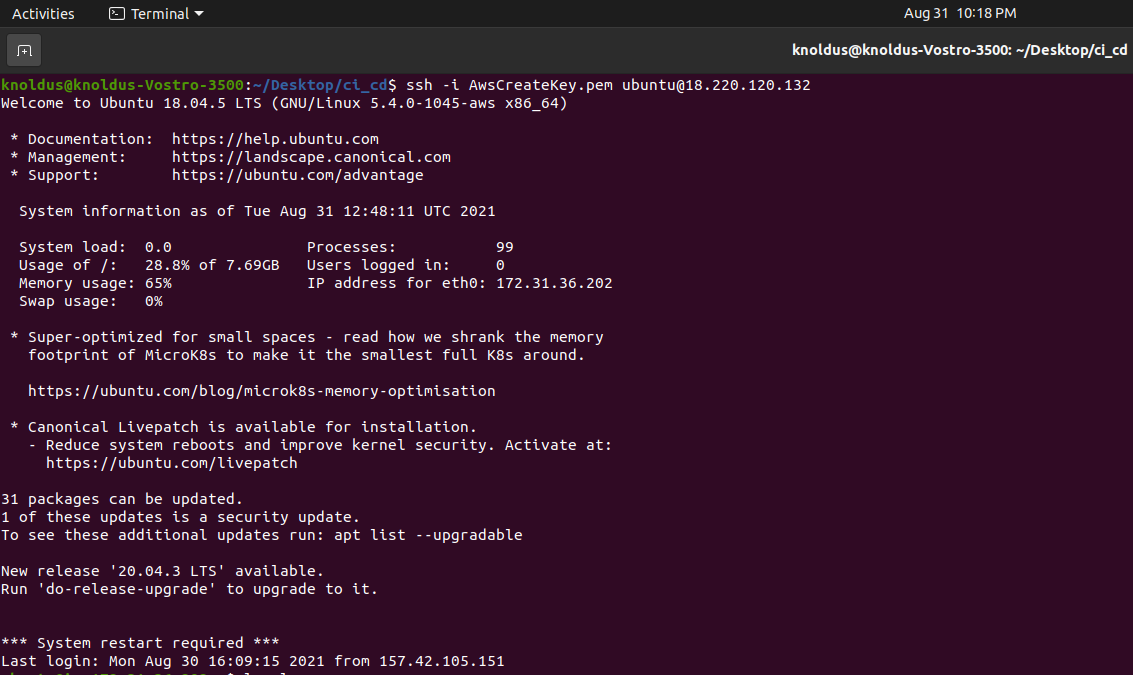 Activities Terminal Aug 31 10:18 PM
knoldus@knoldus-Vostro-3500: ~/Desktop/ci_cd
knoldus@knoldus-Vostro-3500:~/Desktop/ci_cd$ ssh -i AwsCreateKey.pem ubuntu@18.220.120.132
Welcome to Ubuntu 18.04.5 LTS (GNU/Linux 5.4.0-1045-aws x86_64)
* Documentation: https://help.ubuntu.com
* Management: https://landscape.canonical.com
* Support: https://ubuntu.com/advantage
System information as of Tue Aug 31 12:48:11 UTC 2021
System load: 0.0 Processes: 99
Usage of /: 28.8% of 7.69GB Users logged in: 0
Memory usage: 65% IP address for eth0: 172.31.36.202
Swap usage: 0%
* Super-optimized for small spaces - read how we shrank the memory
footprint of MicroK8s to make it the smallest full K8s around.
https://ubuntu.com/blog/microk8s-memory-optimisation
* Canonical Livepatch is available for installation.
- Reduce system reboots and improve kernel security. Activate at:
https://ubuntu.com/livepatch
31 packages can be updated.
1 of these updates is a security update.
To see these additional updates run: apt list --upgradable
New release '20.04.3 LTS' available.
Run 'do-release-upgrade' to upgrade to it.
*** System restart required ***
Last login: Mon Aug 30 16:09:15 2021 from 157.42.105.151